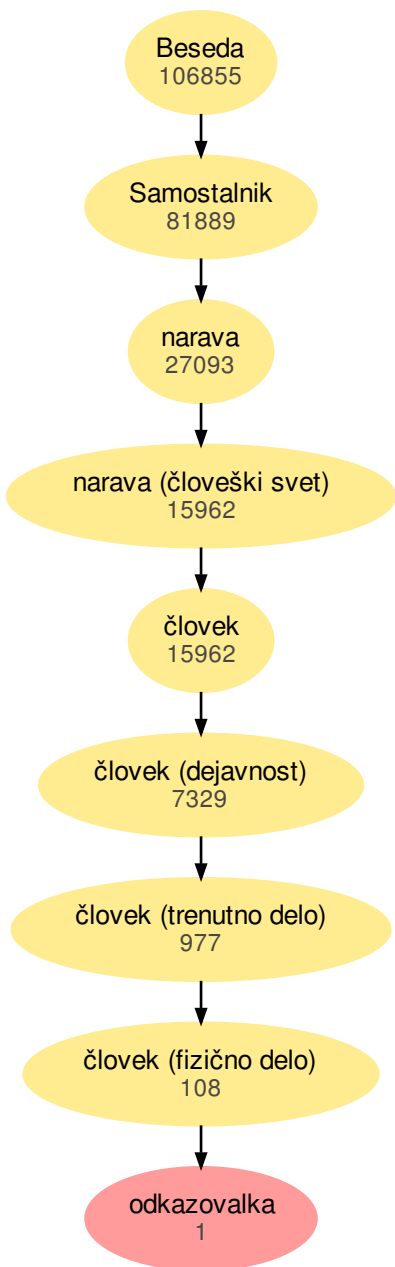 Beseda
106855
Samostalnik
81889
narava
27093
narava (človeški svet)
15962
človek
15962
človek (dejavnost)
7329
človek (trenutno delo)
977
človek (fizično delo)
108
odkazovalka
1